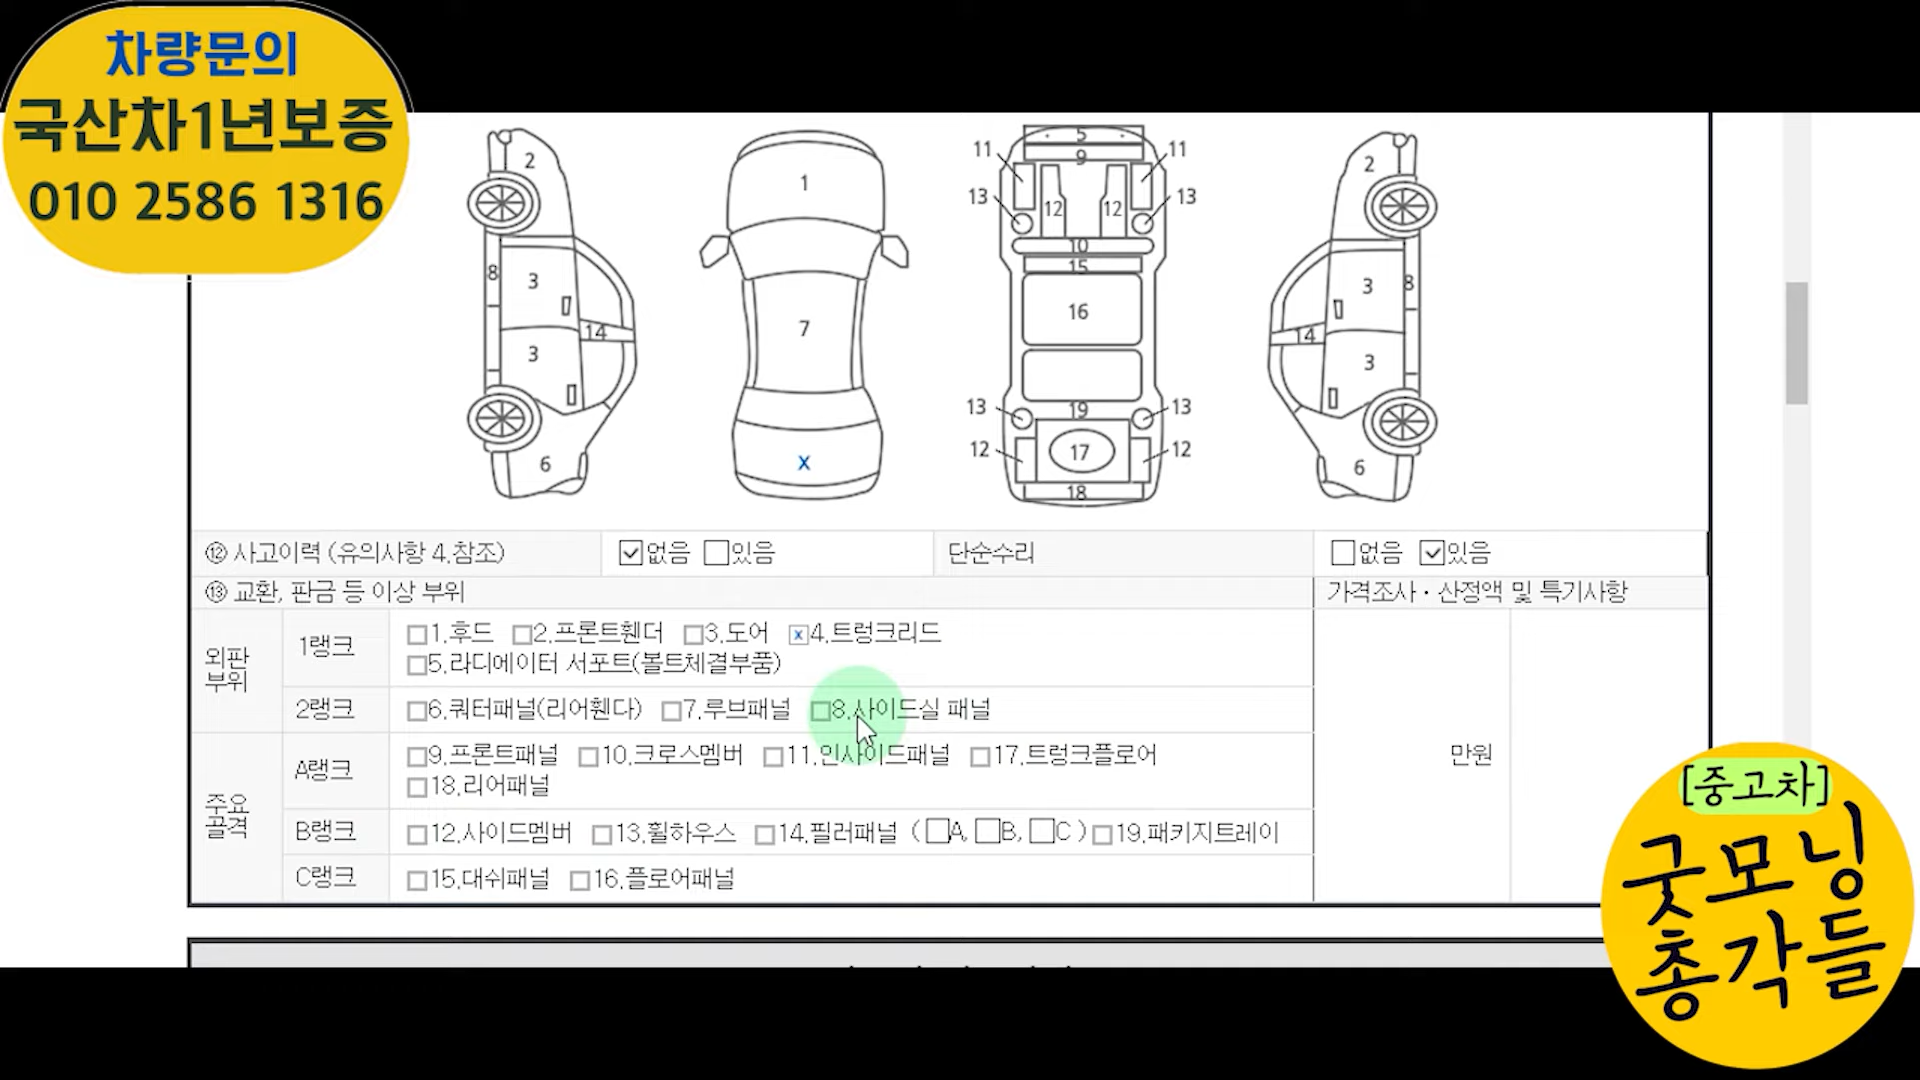 차량문의
국산차1년보증
010 2586 1316
2
8
3
14
3
6
1
7
X
5
9
11
11
13
13
12
12
10
15
16
13
13
19
12
12
17
18
2
3
8
14
3
6
⑫ 사고이력 (유의사항 4.참조)
없음 있음
단순수리
없음 있음
⑬ 교환, 판금 등 이상 부위
가격조사·산정액 및 특기사항
외판
부위
1랭크
1.후드 2.프론트휀더 3.도어 x 4.트렁크리드
5.라디에이터 서포트(볼트체결부품)
2랭크
6.쿼터패널(리어휀다) 7.루브패널 8.사이드실 패널
주요
골격
A랭크
9.프론트패널 10.크로스멤버 11.인사이드패널 17.트렁크플로어
18.리어패널
B랭크
12.사이드멤버 13.휠하우스 14.필러패널 ( A, B, C ) 19.패키지트레이
C랭크
15.대쉬패널 16.플로어패널
만원
[중고차]
굿모닝
총각들